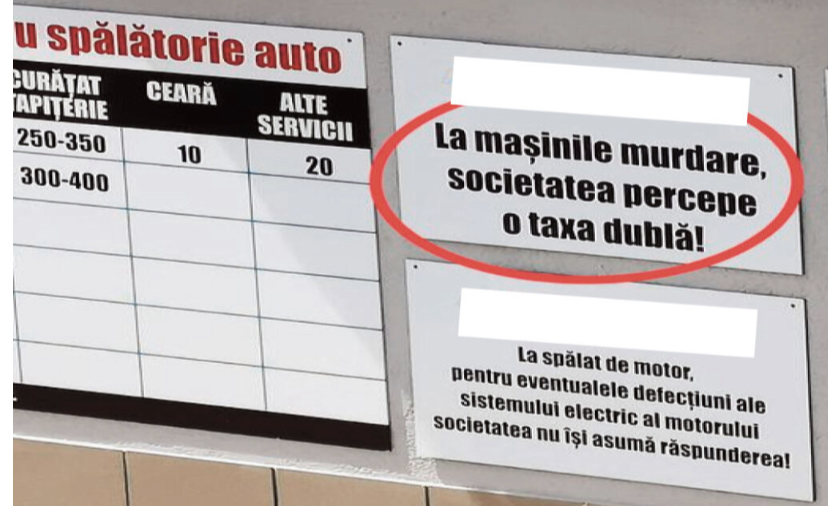 u spălătorie auto
CURĂȚAT TAPIȚERIE
CEARĂ
ALTE SERVICII
250-350
10
20
300-400
La mașinile murdare,
societatea percepe
o taxa dublă!
La spălat de motor,
pentru eventualele defecțiuni ale
sistemului electric al motorului
societatea nu își asumă răspunderea!